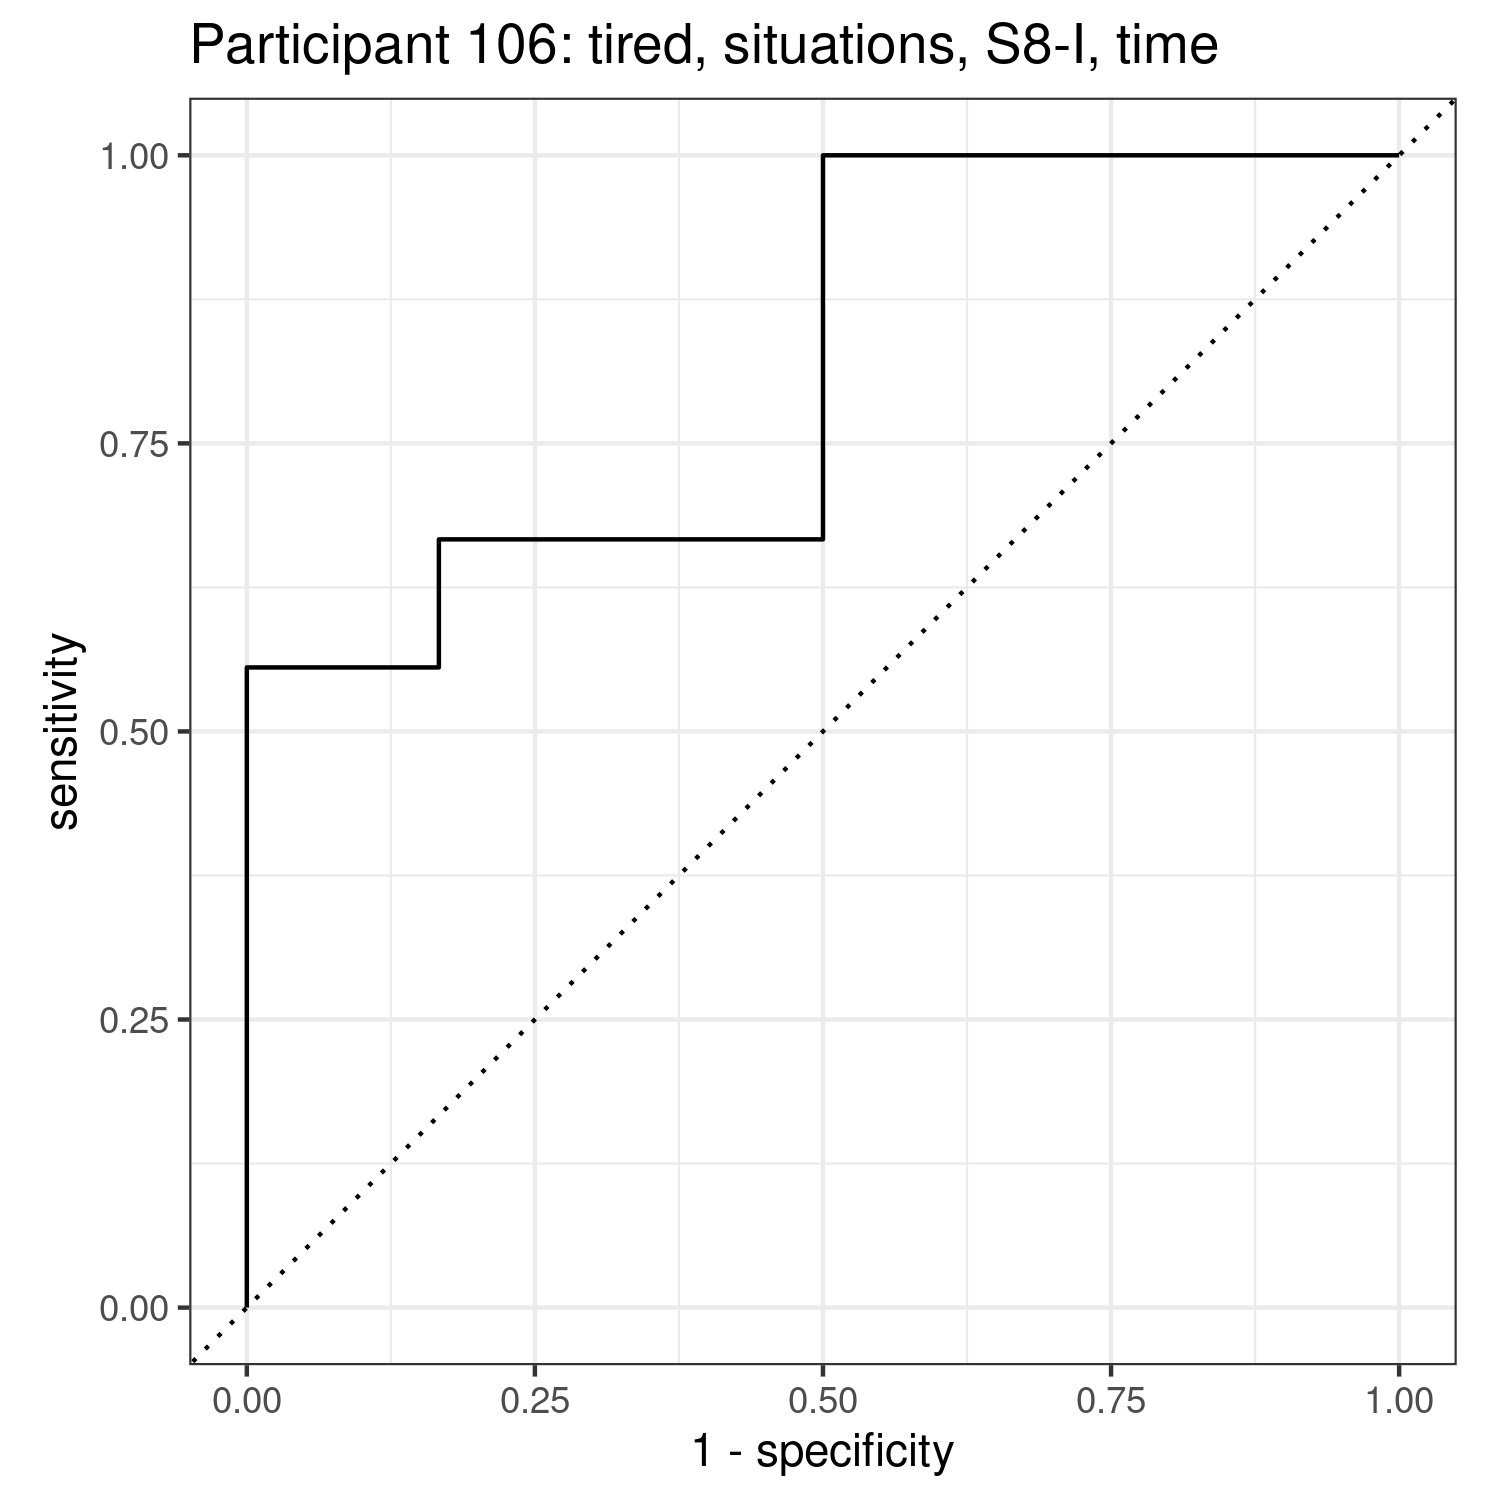 Participant 106: tired, situations, S8-I, time
1.00
0.75
0.50
0.25
0.00
sensitivity
0.00 0.25 0.50 0.75 1.00
1 - specificity